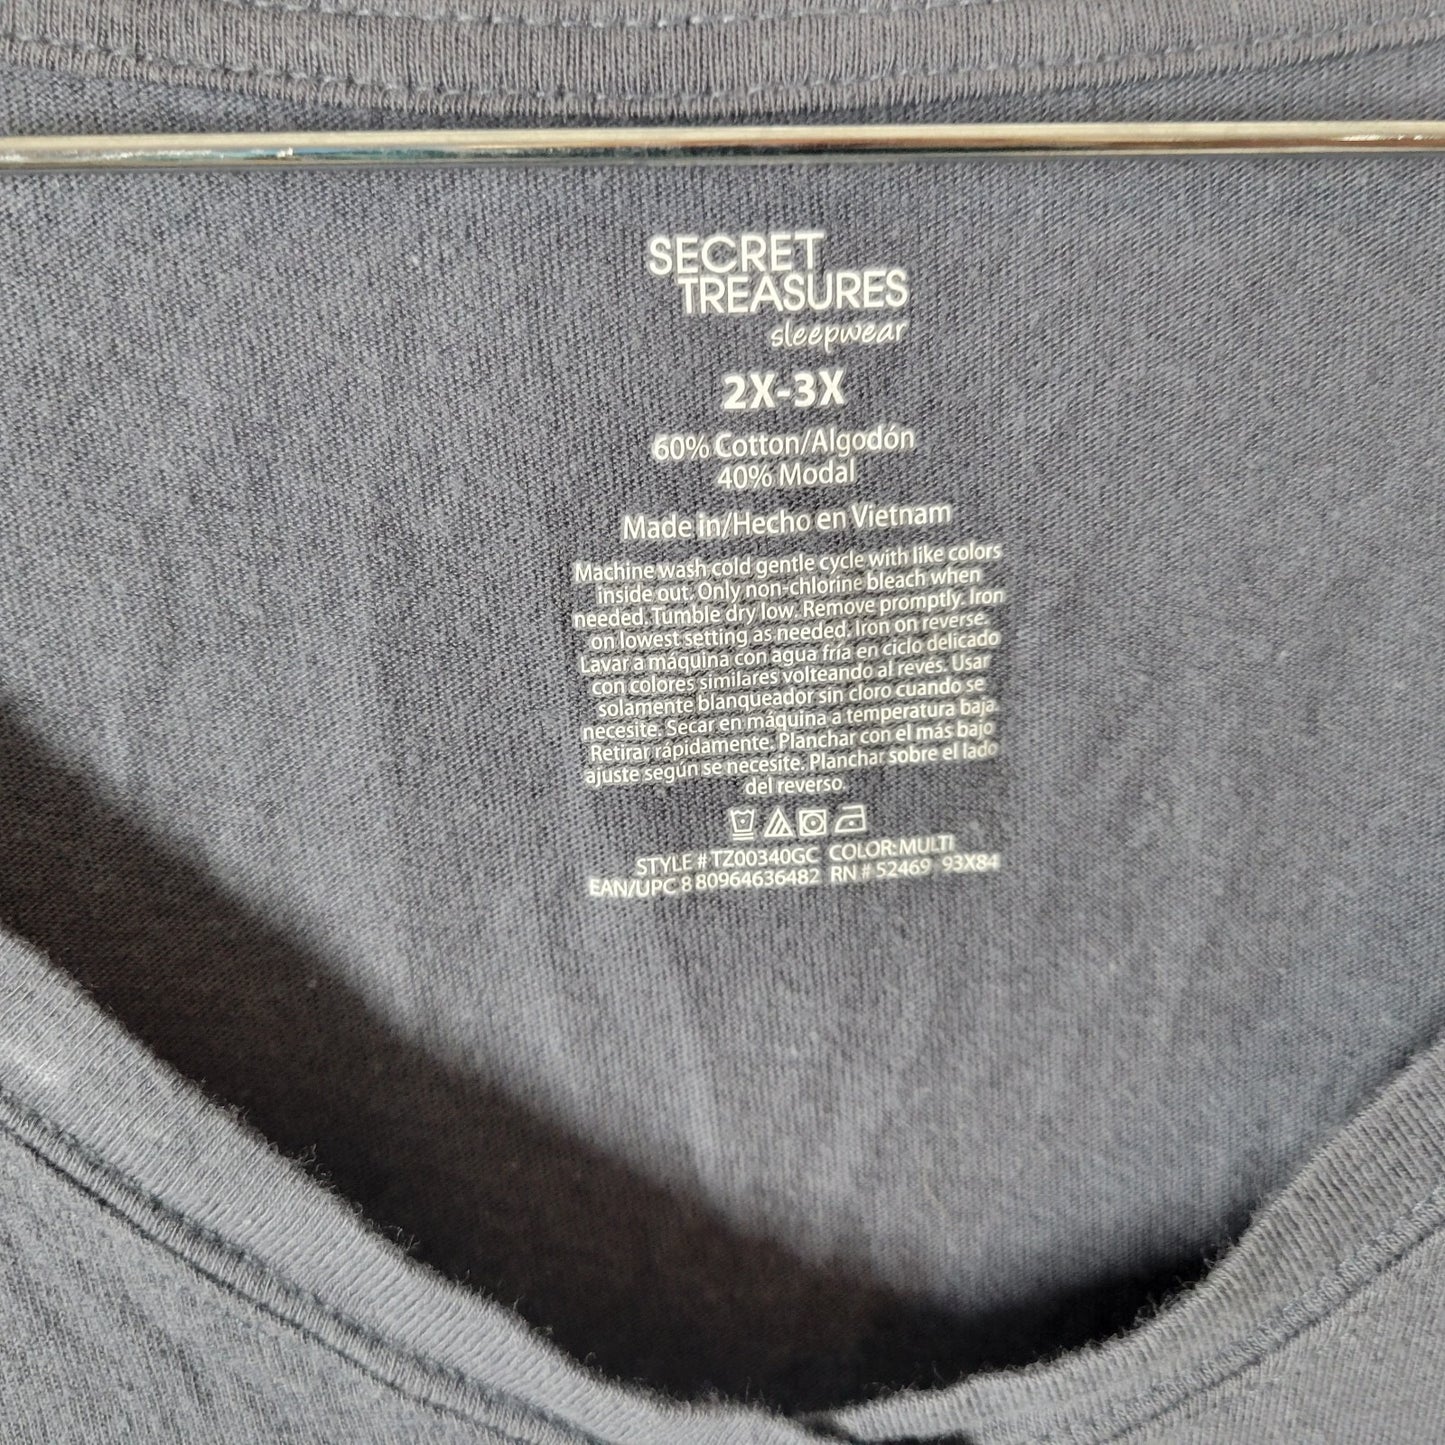 SECRET
TREASURES
sleepwear
2X-3X
60% Cotton/Algodón
40% Modal
Made in/Hecho en Vietnam
Machine wash cold gentle cycle with like colors
inside out. Only non-chlorine bleach when
needed. Tumble dry low. Remove promptly. Iron
on lowest setting as needed. Iron on reverse.
Lavar a máquina con agua fría en ciclo delicado
con colores similares volteando al revés. Usar
solamente blanqueador sin cloro cuando se
necesite. Secar en máquina a temperatura baja.
Retirar rápidamente. Planchar con el más bajo
ajuste según se necesite. Planchar sobre el lado
del reverso.
STYLE # TZ00340GC COLOR: MULTI
EAN/UPC 8 80964636482 RN # 52469 93X84